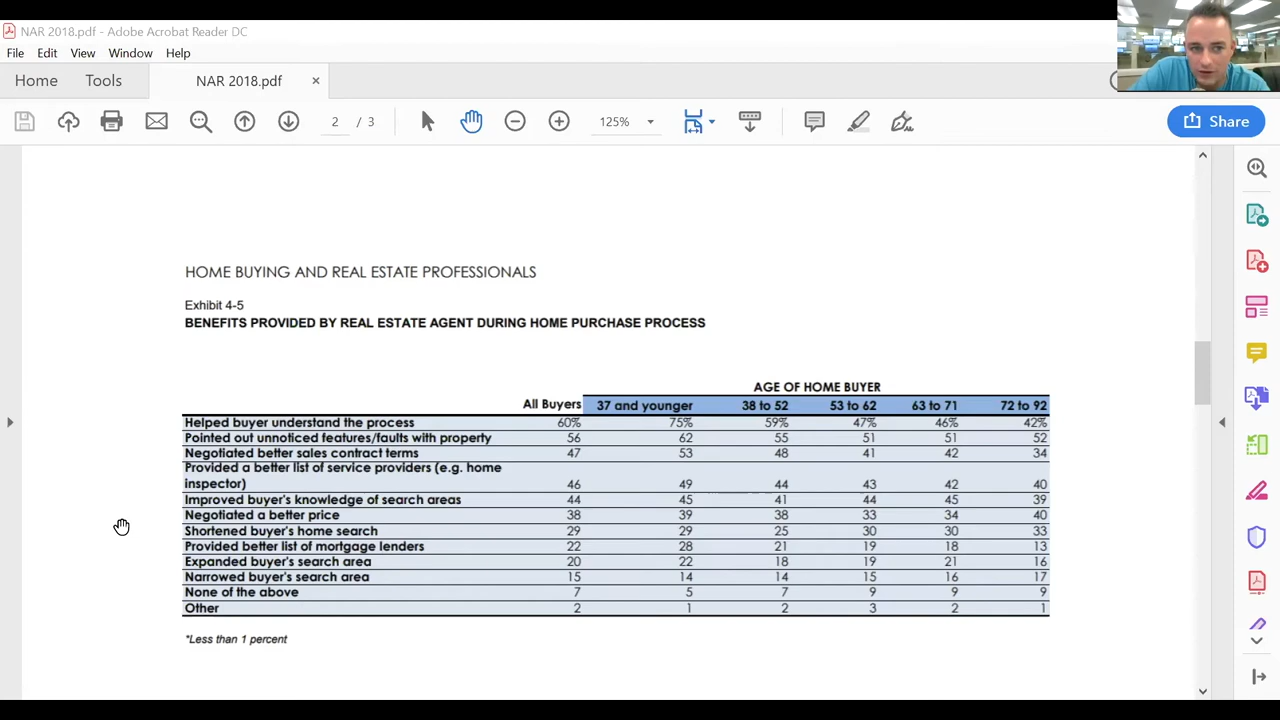 NAR 2018.pdf - Adobe Acrobat Reader DC
File Edit View Window Help
Home Tools NAR 2018.pdf ×
2 / 3 125% Share
HOME BUYING AND REAL ESTATE PROFESSIONALS
Exhibit 4-5
BENEFITS PROVIDED BY REAL ESTATE AGENT DURING HOME PURCHASE PROCESS
AGE OF HOME BUYER
All Buyers 37 and younger 38 to 52 53 to 62 63 to 71 72 to 92
Helped buyer understand the process 60% 75% 59% 47% 46% 42%
Pointed out unnoticed features/faults with property 56 62 55 51 51 52
Negotiated better sales contract terms 47 53 48 41 42 34
Provided a better list of service providers (e.g. home
inspector) 46 49 44 43 42 40
Improved buyer's knowledge of search areas 44 45 41 44 45 39
Negotiated a better price 38 39 38 33 34 40
Shortened buyer's home search 29 29 25 30 30 33
Provided better list of mortgage lenders 22 28 21 19 18 13
Expanded buyer's search area 20 22 18 19 21 16
Narrowed buyer's search area 15 14 14 15 16 17
None of the above 7 5 7 9 9 9
Other 2 1 2 3 2 1
*Less than 1 percent